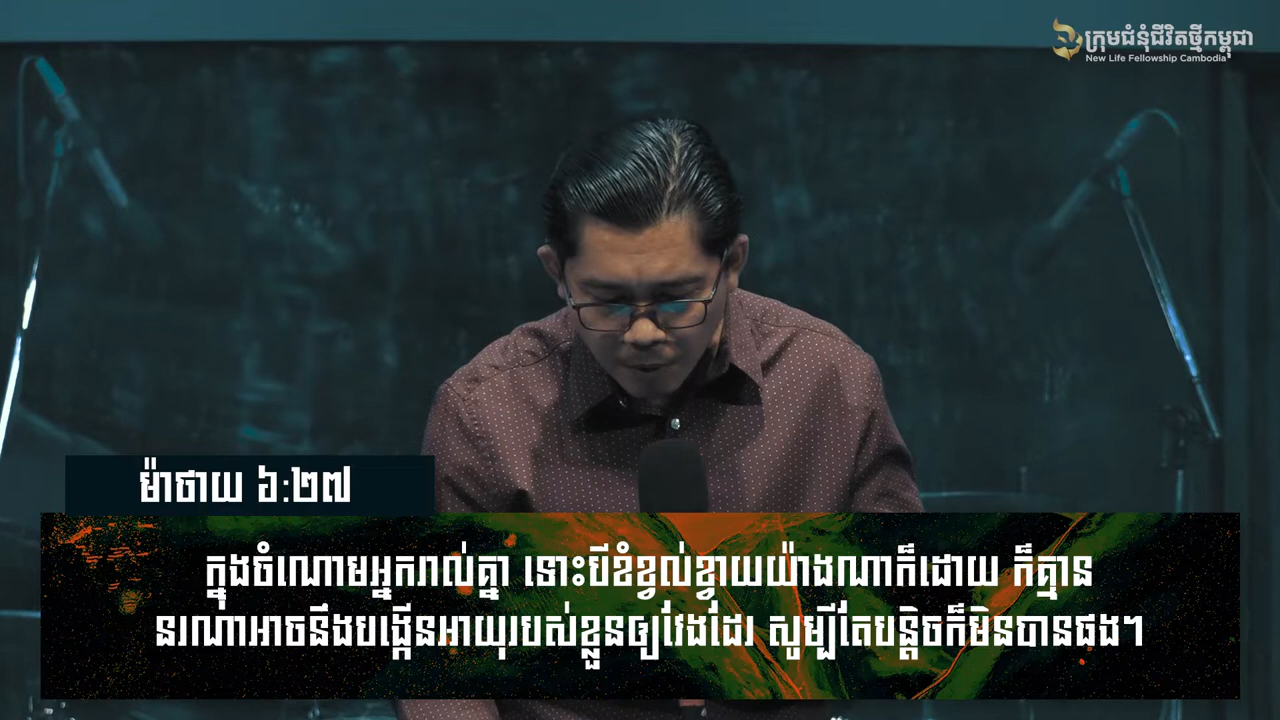 ក្រុមជំនុំជីវិតថ្មីកម្ពុជា
New Life Fellowship Cambodia
ម៉ាថាយ ៦:២៧
ក្នុងចំណោមអ្នករាល់គ្នា ទោះបីខំខ្វល់ខ្វាយយ៉ាងណាក៏ដោយ ក៏គ្មាន
នរណាអាចនឹងបង្កើនអាយុរបស់ខ្លួនឲ្យវែងដែរ សូម្បីតែបន្តិចក៏មិនបានផង។